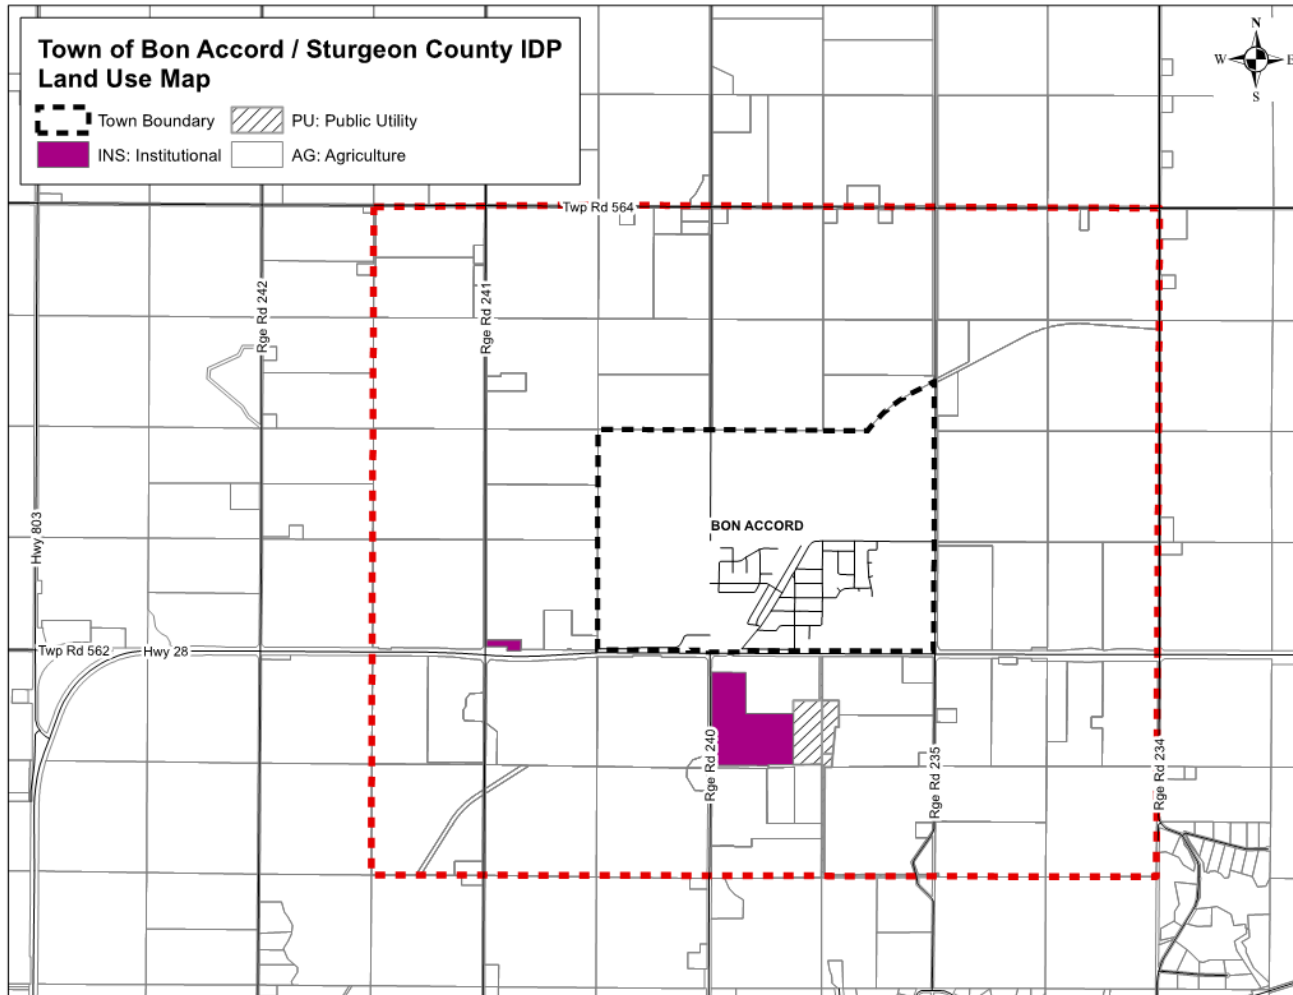 Town of Bon Accord / Sturgeon County IDP
Land Use Map
Town Boundary
PU: Public Utility
INS: Institutional
AG: Agriculture
N
W
E
S
Twp Rd 564
Rge Rd 242
Rge Rd 241
Hwy 803
BON ACCORD
Twp Rd 562
Hwy 28
Rge Rd 240
Rge Rd 235
Rge Rd 234